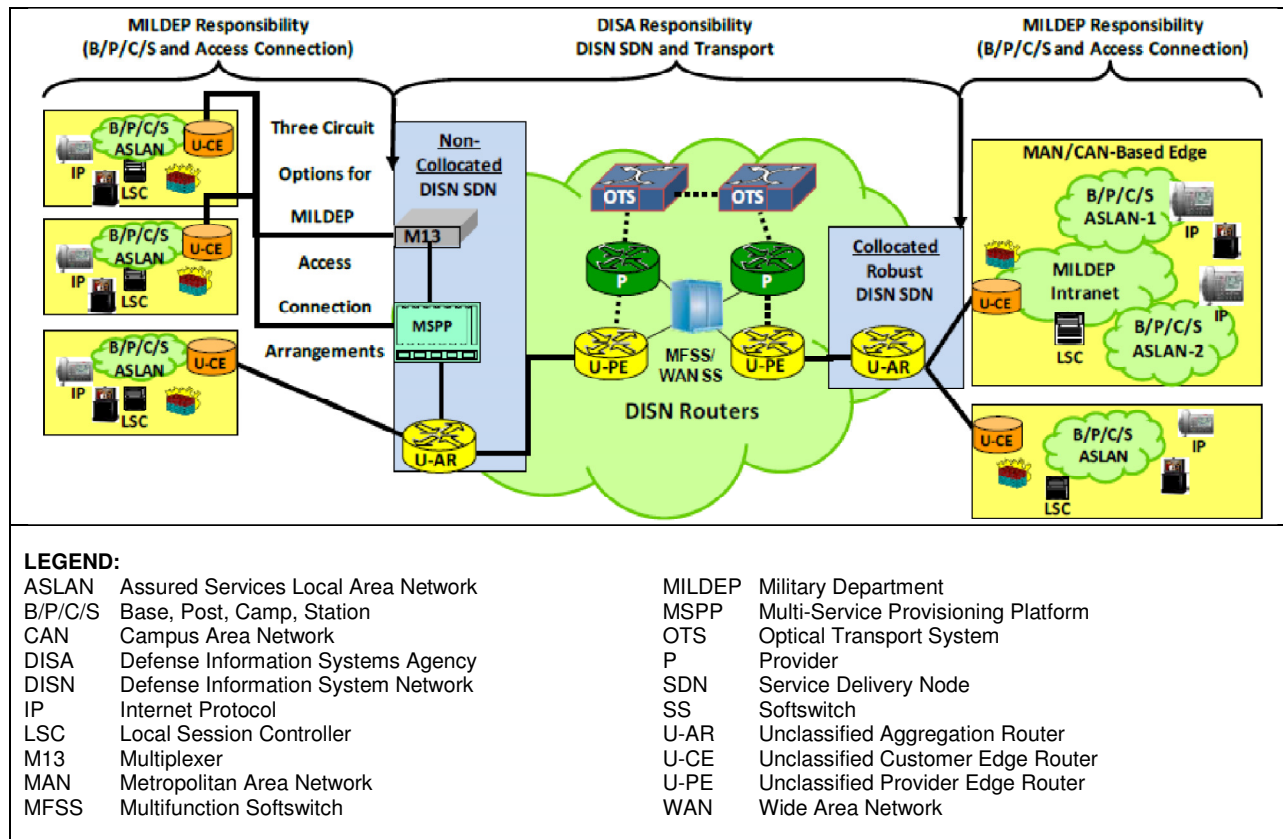 MILDEP Responsibility
(B/P/C/S and Access Connection)
DISA Responsibility
DISN SDN and Transport
MILDEP Responsibility
(B/P/C/S and Access Connection)
B/P/C/S
ASLAN
U-CE
IP
LSC
B/P/C/S
ASLAN
U-CE
IP
LSC
B/P/C/S
ASLAN
U-CE
IP
LSC
Three Circuit
Options for
MILDEP
Access
Connection
Arrangements
Non-
Collocated
DISN SDN
M13
MSPP
U-AR
OTS
OTS
P
P
U-PE
MFSS/
WAN SS
U-PE
DISN Routers
Collocated
Robust
DISN SDN
U-AR
MAN/CAN-Based Edge
B/P/C/S
ASLAN-1
IP
MILDEP
Intranet
U-CE
IP
LSC
B/P/C/S
ASLAN-2
U-CE
B/P/C/S
ASLAN
IP
LSC
LEGEND:
ASLAN Assured Services Local Area Network
B/P/C/S Base, Post, Camp, Station
CAN Campus Area Network
DISA Defense Information Systems Agency
DISN Defense Information System Network
IP Internet Protocol
LSC Local Session Controller
M13 Multiplexer
MAN Metropolitan Area Network
MFSS Multifunction Softswitch
MILDEP Military Department
MSPP Multi-Service Provisioning Platform
OTS Optical Transport System
P Provider
SDN Service Delivery Node
SS Softswitch
U-AR Unclassified Aggregation Router
U-CE Unclassified Customer Edge Router
U-PE Unclassified Provider Edge Router
WAN Wide Area Network